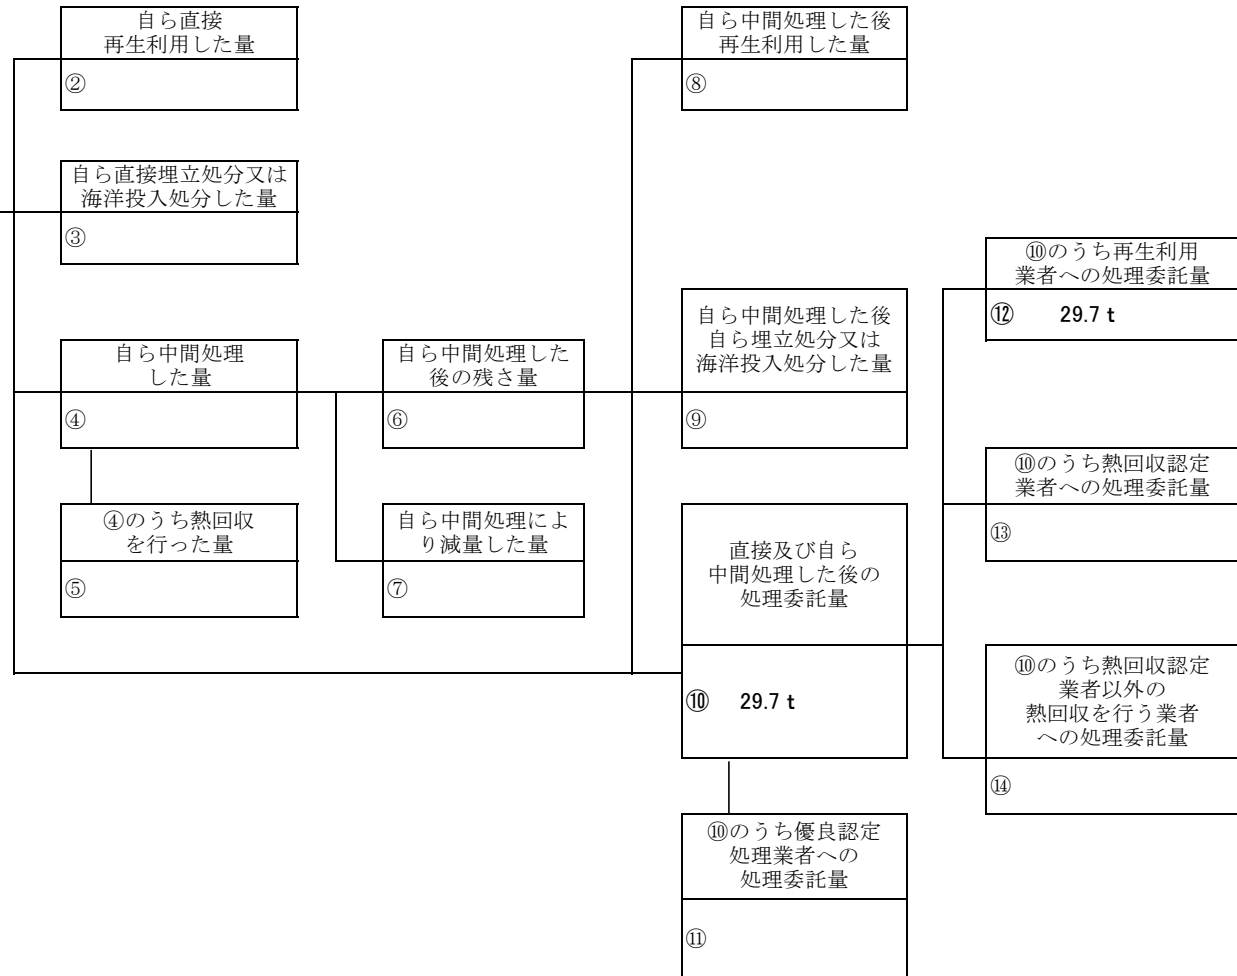 自ら直接
再生利用した量
②
自ら直接埋立処分又は
海洋投入処分した量
③
自ら中間処理
した量
④
④のうち熱回収
を行った量
⑤
自ら中間処理した
後の残さ量
⑥
自ら中間処理によ
り減量した量
⑦
自ら中間処理した後
再生利用した量
⑧
自ら中間処理した後
自ら埋立処分又は
海洋投入処分した量
⑨
直接及び自ら
中間処理した後の
処理委託量
⑩ 29.7 t
⑩のうち優良認定
処理業者への
処理委託量
⑪
⑩のうち再生利用
業者への処理委託量
⑫ 29.7 t
⑩のうち熱回収認定
業者への処理委託量
⑬
⑩のうち熱回収認定
業者以外の
熱回収を行う業者
への処理委託量
⑭